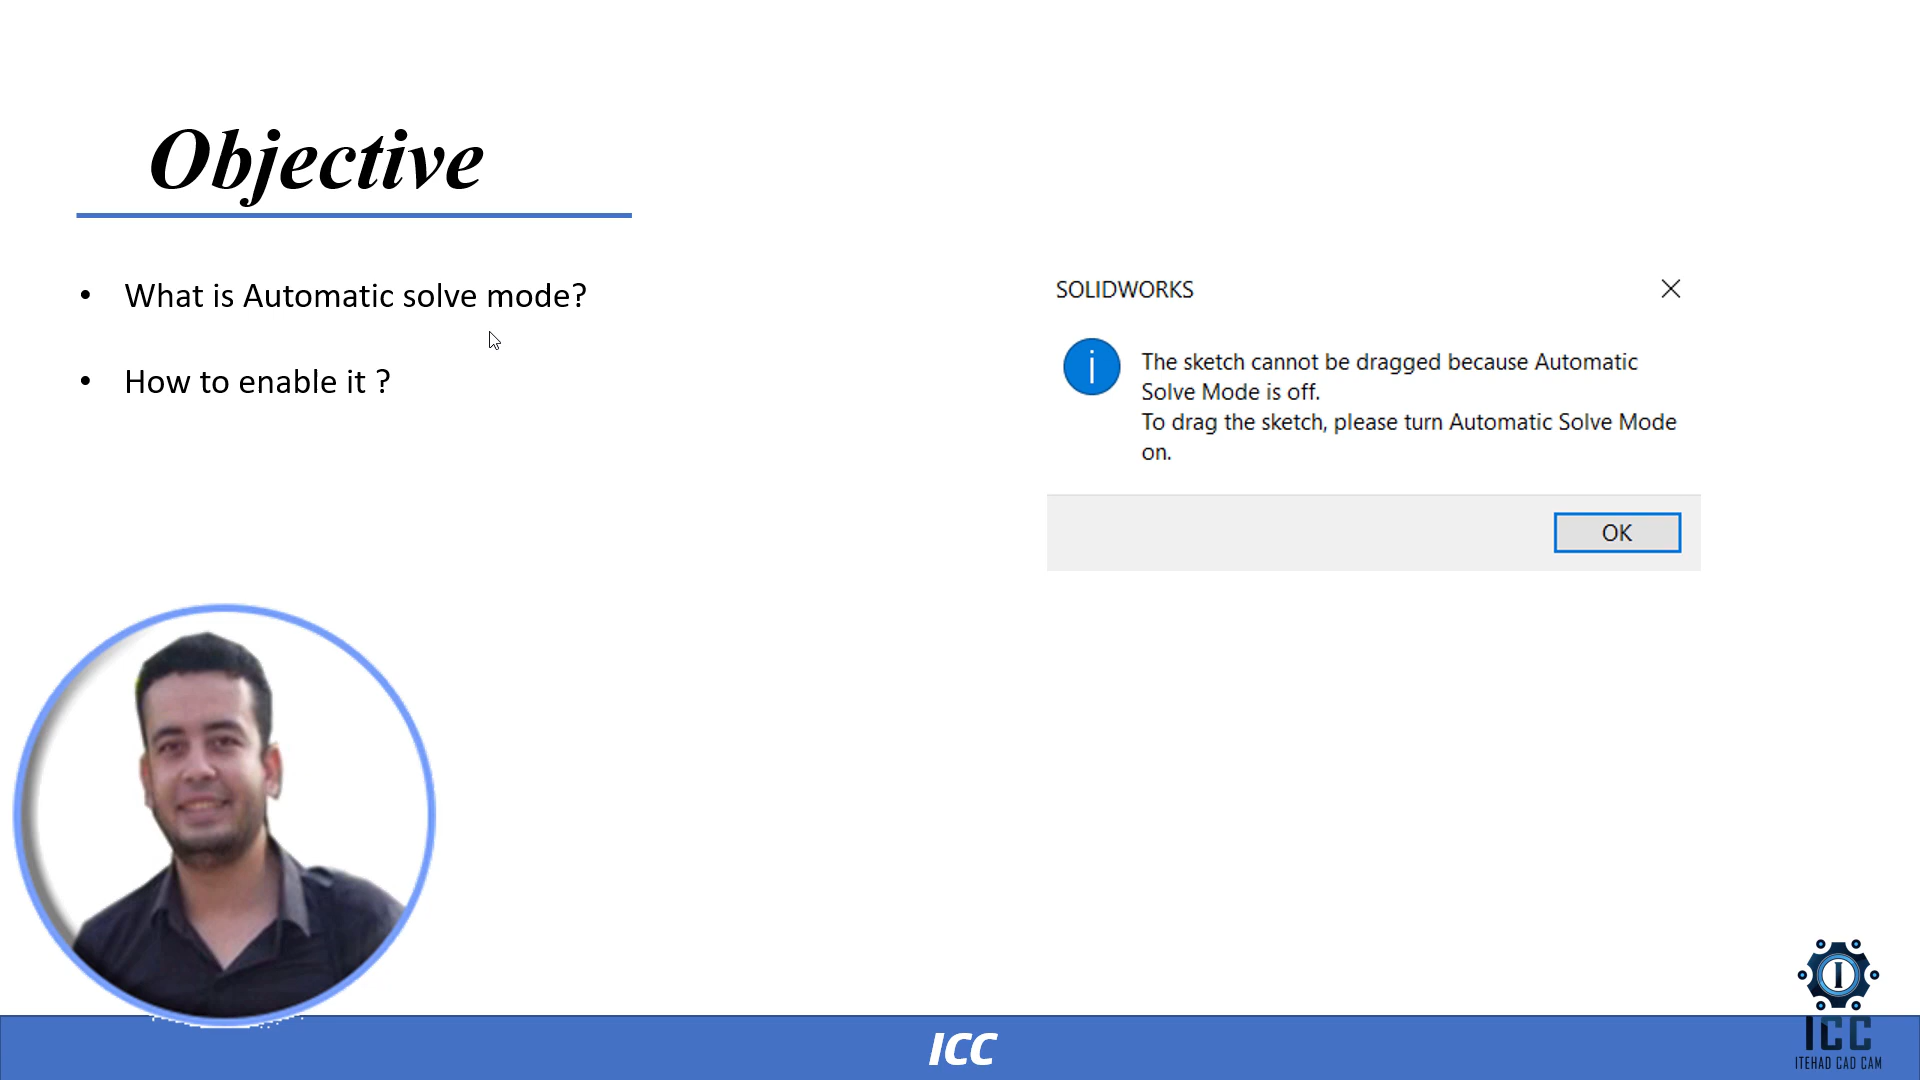 Objective
• What is Automatic solve mode?
• How to enable it ?
SOLIDWORKS
i
The sketch cannot be dragged because Automatic
Solve Mode is off.
To drag the sketch, please turn Automatic Solve Mode
on.
OK
ICC
I
ICC
ITEHAD CAD CAM